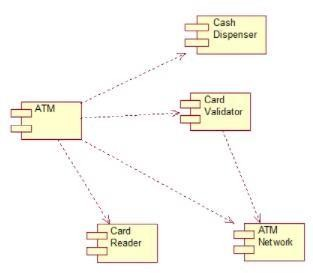 Cash
Dispenser
ATM
Card
Validator
Card
Reader
ATM
Network